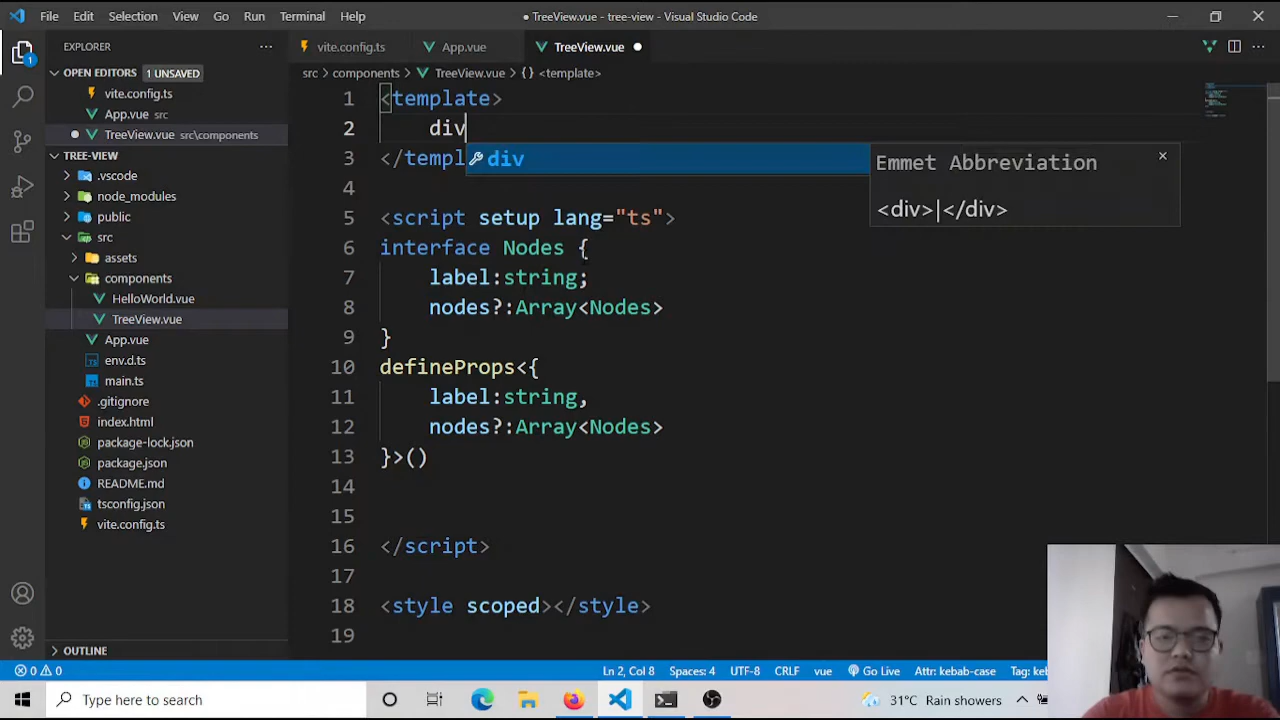 File Edit Selection View Go Run Terminal Help
● TreeView.vue - tree-view - Visual Studio Code
EXPLORER
OPEN EDITORS 1 UNSAVED
vite.config.ts
App.vue
TreeView.vue src\components
TREE-VIEW
.vscode
node_modules
public
src
assets
components
HelloWorld.vue
TreeView.vue
App.vue
env.d.ts
main.ts
.gitignore
index.html
package-lock.json
package.json
README.md
tsconfig.json
vite.config.ts
OUTLINE
1
vite.config.ts App.vue TreeView.vue ●
src > components > TreeView.vue > {} <template>
1 <template>
2 div
3 </templ
div
Emmet Abbreviation
<div>|</div>
4
5 <script setup lang="ts">
6 interface Nodes {
7 label:string;
8 nodes?:Array<Nodes>
9 }
10 defineProps<{
11 label:string,
12 nodes?:Array<Nodes>
13 }>()
14
15
16 </script>
17
18 <style scoped></style>
19
0 0 Ln 2, Col 8 Spaces: 4 UTF-8 CRLF vue Go Live Attr: kebab-case Tag:
Type here to search
31°C Rain showers